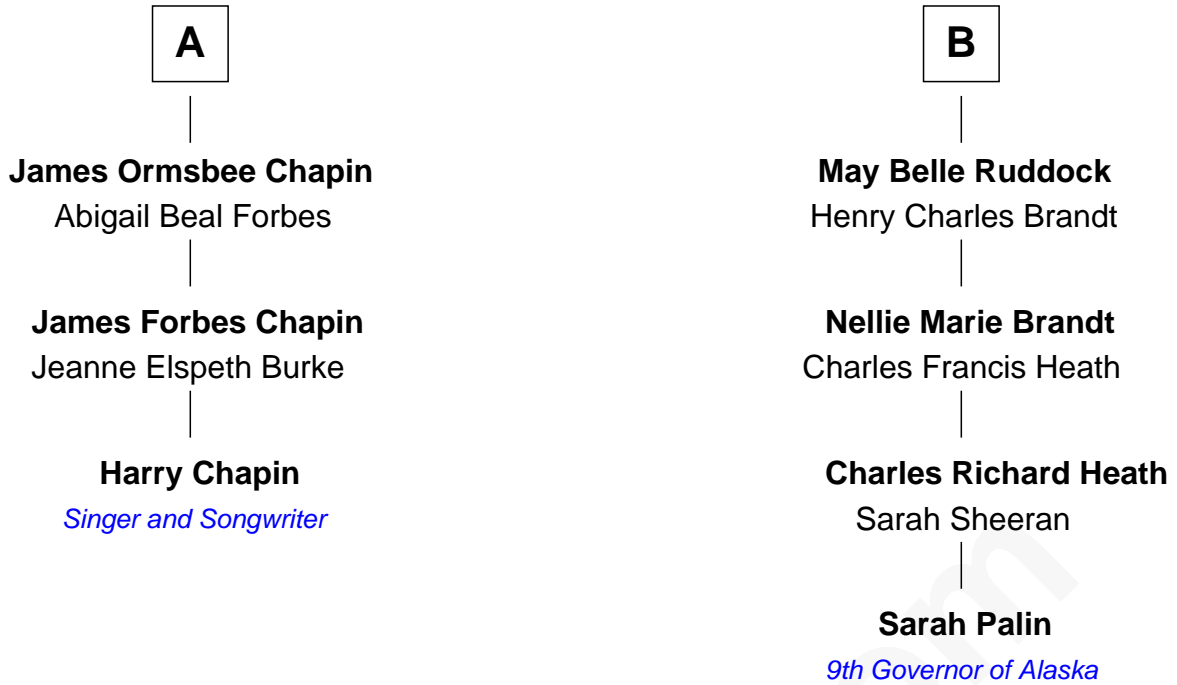 A
James Ormsbee Chapin
Abigail Beal Forbes
James Forbes Chapin
Jeanne Elspeth Burke
Harry Chapin
Singer and Songwriter
B
May Belle Ruddock
Henry Charles Brandt
Nellie Marie Brandt
Charles Francis Heath
Charles Richard Heath
Sarah Sheeran
Sarah Palin
9th Governor of Alaska
om